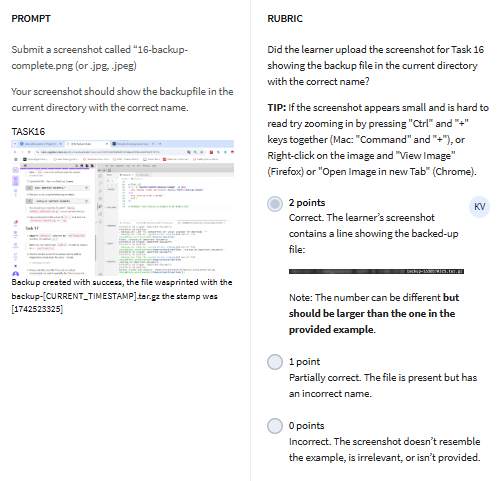 PROMPT
Submit a screenshot called "16-backup-
complete.png (or .jpg, .jpeg)
Your screenshot should show the backupfile in the
current directory with the correct name.
TASK16
Task 17
Backup created with success, the file wasprinted with the
backup-[CURRENT_TIMESTAMP].tar.gz the stamp was
[1742523325]
RUBRIC
Did the learner upload the screenshot for Task 16
showing the backup file in the current directory
with the correct name?
TIP: If the screenshot appears small and is hard to
read try zooming in by pressing "Ctrl" and "+"
keys together (Mac: "Command" and "+"), or
Right-click on the image and "View Image"
(Firefox) or "Open Image in new Tab" (Chrome).
2 points
KV
Correct. The learner's screenshot
contains a line showing the backed-up
file:
Note: The number can be different but
should be larger than the one in the
provided example.
1 point
Partially correct. The file is present but has
an incorrect name.
0 points
Incorrect. The screenshot doesn't resemble
the example, is irrelevant, or isn't provided.